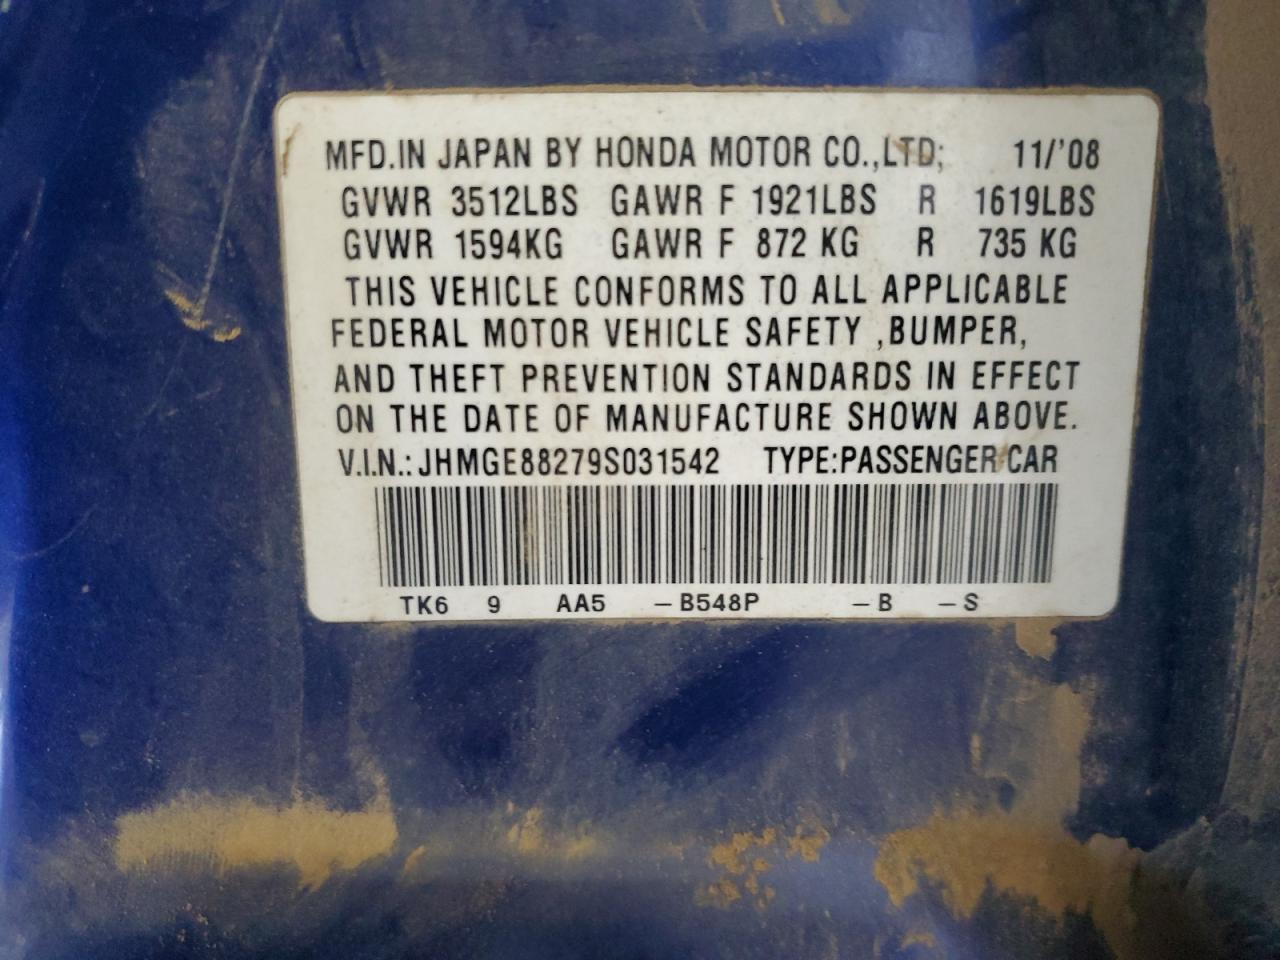 MFD.IN JAPAN BY HONDA MOTOR CO.,LTD; 11/'08
GVWR 3512LBS GAWR F 1921LBS R 1619LBS
GVWR 1594KG GAWR F 872 KG R 735 KG
THIS VEHICLE CONFORMS TO ALL APPLICABLE
FEDERAL MOTOR VEHICLE SAFETY ,BUMPER,
AND THEFT PREVENTION STANDARDS IN EFFECT
ON THE DATE OF MANUFACTURE SHOWN ABOVE.
V.I.N.: JHMGE88279S031542 TYPE:PASSENGER CAR
TK6 9 AA5 –B548P –B –S